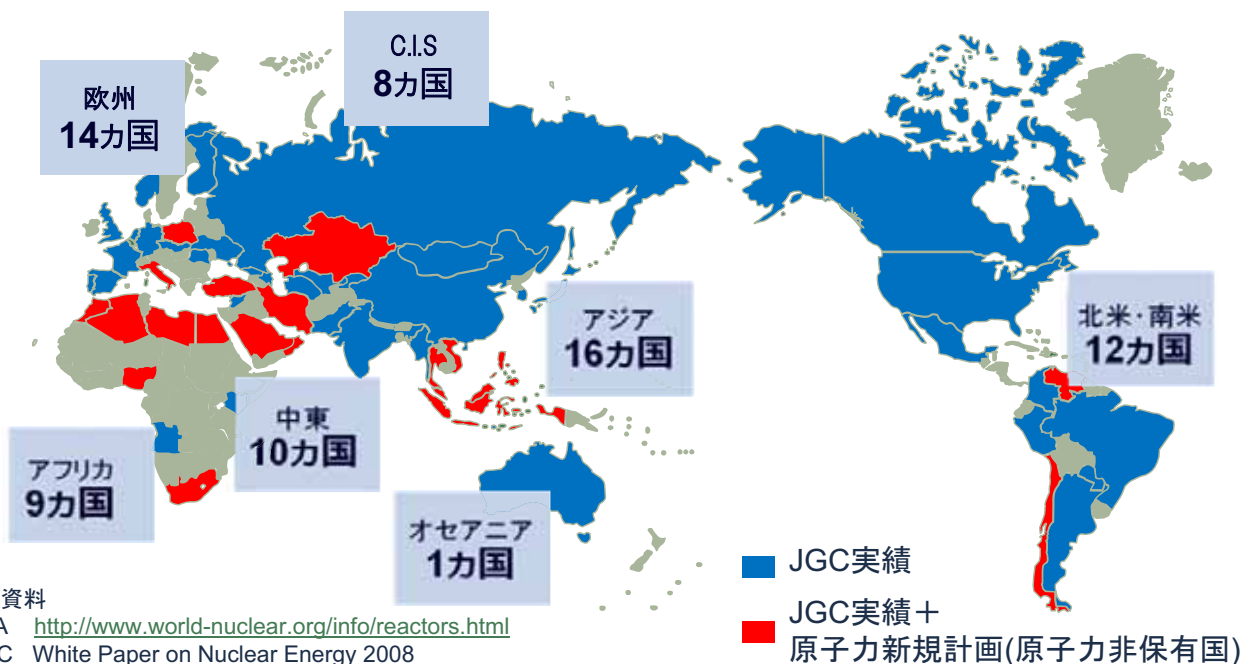 C.I.S
8カ国
欧州
14カ国
アジア
16カ国
北米・南米
12カ国
中東
10カ国
アフリカ
9カ国
オセアニア
1カ国
JGC実績
JGC実績＋
原子力新規計画(原子力非保有国)
資料
A http://www.world-nuclear.org/info/reactors.html
C White Paper on Nuclear Energy 2008